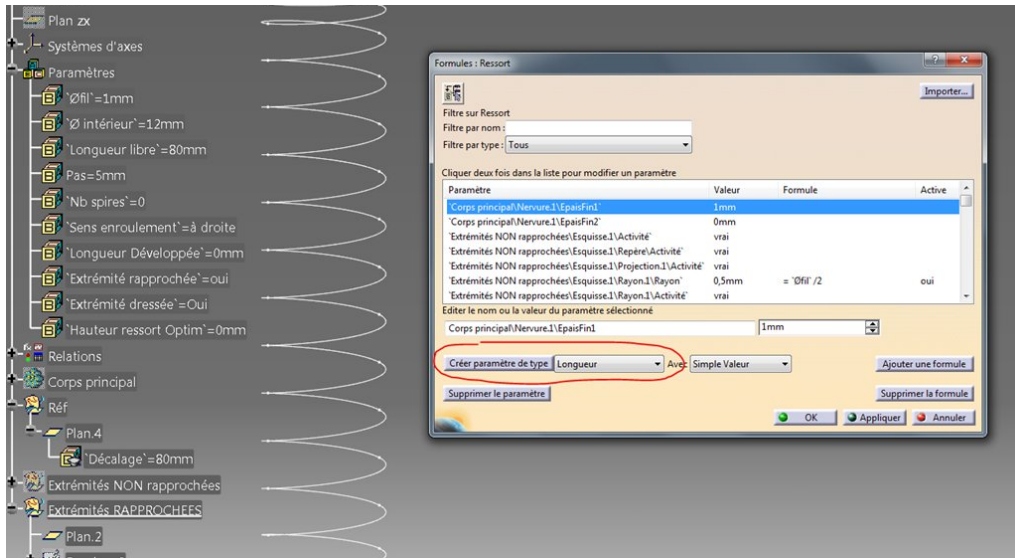 Plan zx
Systèmes d'axes
Paramètres
`Øfil`=1mm
`Ø intérieur`=12mm
`Longueur libre`=80mm
Pas=5mm
`Nb spires`=0
`Sens enroulement`=à droite
`Longueur Développée`=0mm
`Extrémité rapprochée`=oui
`Extrémité dressée`=Oui
`Hauteur ressort Optim`=0mm
Relations
Corps principal
Réf
Plan.4
`Décalage`=80mm
Extrémités NON rapprochées
Extrémités RAPPROCHEES
Plan.2
Formules : Ressort
Importer...
Filtre sur Ressort
Filtre par nom :
Filtre par type : Tous
Cliquer deux fois dans la liste pour modifier un paramètre
Paramètre Valeur Formule Active
`Corps principal\Nervure.1\EpaisFin1` 1mm
`Corps principal\Nervure.1\EpaisFin2` 0mm
`Extrémités NON rapprochées\Esquisse.1\Activité` vrai
`Extrémités NON rapprochées\Esquisse.1\Repère\Activité` vrai
`Extrémités NON rapprochées\Esquisse.1\Projection.1\Activité` vrai
`Extrémités NON rapprochées\Esquisse.1\Rayon.1\Rayon` 0,5mm = `Øfil` /2 oui
`Extrémités NON rapprochées\Esquisse.1\Rayon.1\Activité` vrai
Editer le nom ou la valeur du paramètre sélectionné
Corps principal\Nervure.1\EpaisFin1 1mm
Créer paramètre de type Longueur Avec Simple Valeur Ajouter une formule
Supprimer le paramètre Supprimer la formule
OK Appliquer Annuler